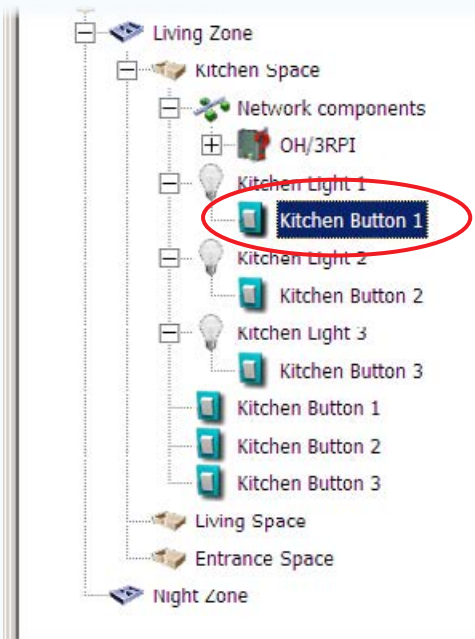 Living Zone
Kitchen Space
Network components
OH/3RPI
Kitchen Light 1
Kitchen Button 1
Kitchen Light 2
Kitchen Button 2
Kitchen Light 3
Kitchen Button 3
Kitchen Button 1
Kitchen Button 2
Kitchen Button 3
Living Space
Entrance Space
Night Zone